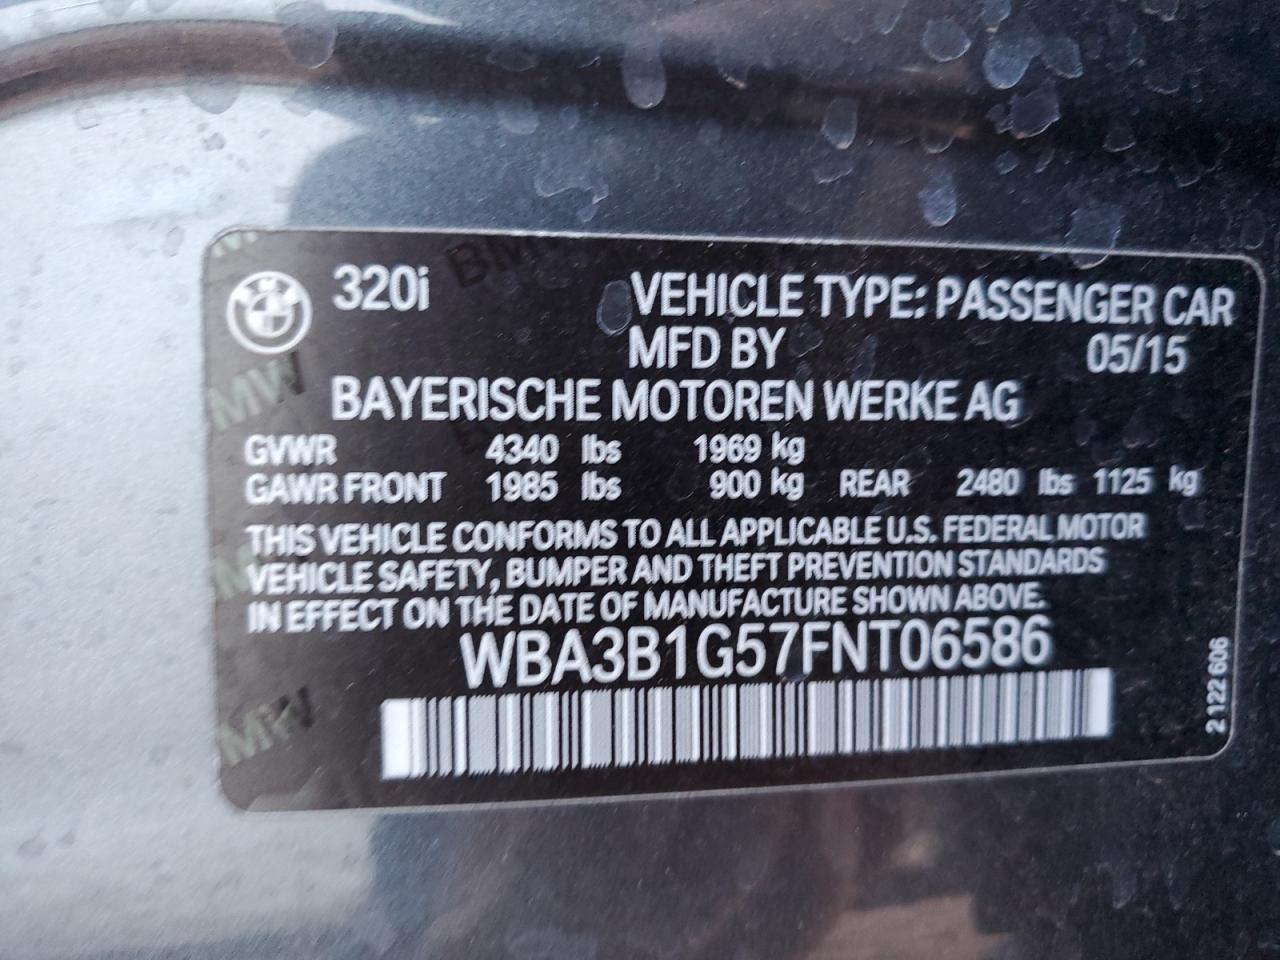 320i VEHICLE TYPE: PASSENGER CAR
MFD BY 05/15
BAYERISCHE MOTOREN WERKE AG
GVWR 4340 lbs 1969 kg
GAWR FRONT 1985 lbs 900 kg REAR 2480 lbs 1125 kg
THIS VEHICLE CONFORMS TO ALL APPLICABLE U.S. FEDERAL MOTOR
VEHICLE SAFETY, BUMPER AND THEFT PREVENTION STANDARDS
IN EFFECT ON THE DATE OF MANUFACTURE SHOWN ABOVE.
WBA3B1G57FNT06586
2 122 606